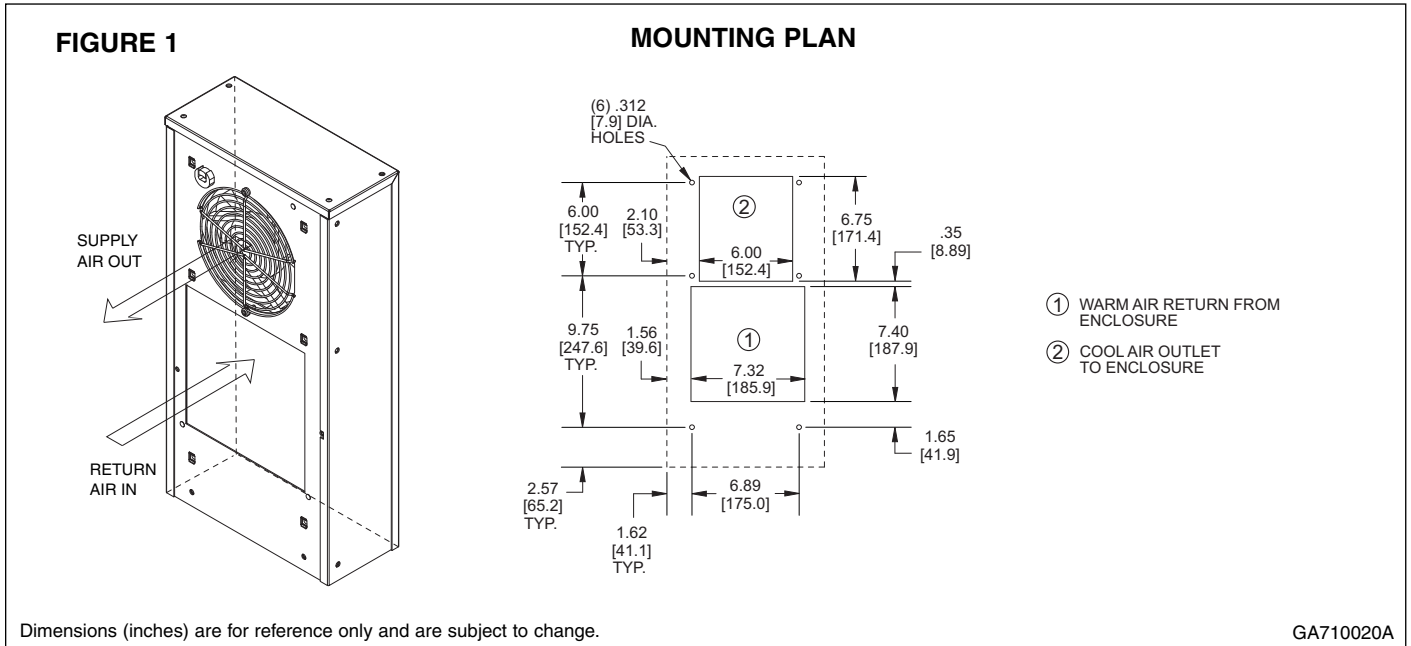 FIGURE 1
MOUNTING PLAN
SUPPLY
AIR OUT
RETURN
AIR IN
(6) .312
[7.9] DIA.
HOLES
6.00
[152.4]
TYP.
2.10
[53.3]
②
6.00
[152.4]
6.75
[171.4]
.35
[8.89]
9.75
[247.6]
TYP.
1.56
[39.6]
①
7.32
[185.9]
7.40
[187.9]
1.65
[41.9]
2.57
[65.2]
TYP.
1.62
[41.1]
TYP.
6.89
[175.0]
① WARM AIR RETURN FROM
ENCLOSURE
② COOL AIR OUTLET
TO ENCLOSURE
Dimensions (inches) are for reference only and are subject to change.
GA710020A